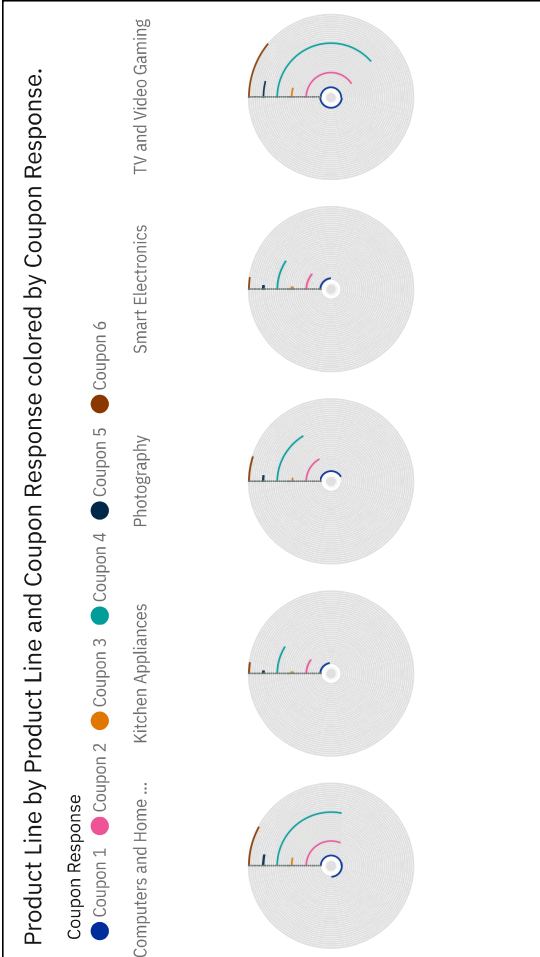 Product Line by Product Line and Coupon Response colored by Coupon Response.
Coupon Response
Coupon 1 Coupon 2 Coupon 3 Coupon 4 Coupon 5 Coupon 6
Computers and Home ... Kitchen Appliances Photography Smart Electronics TV and Video Gaming